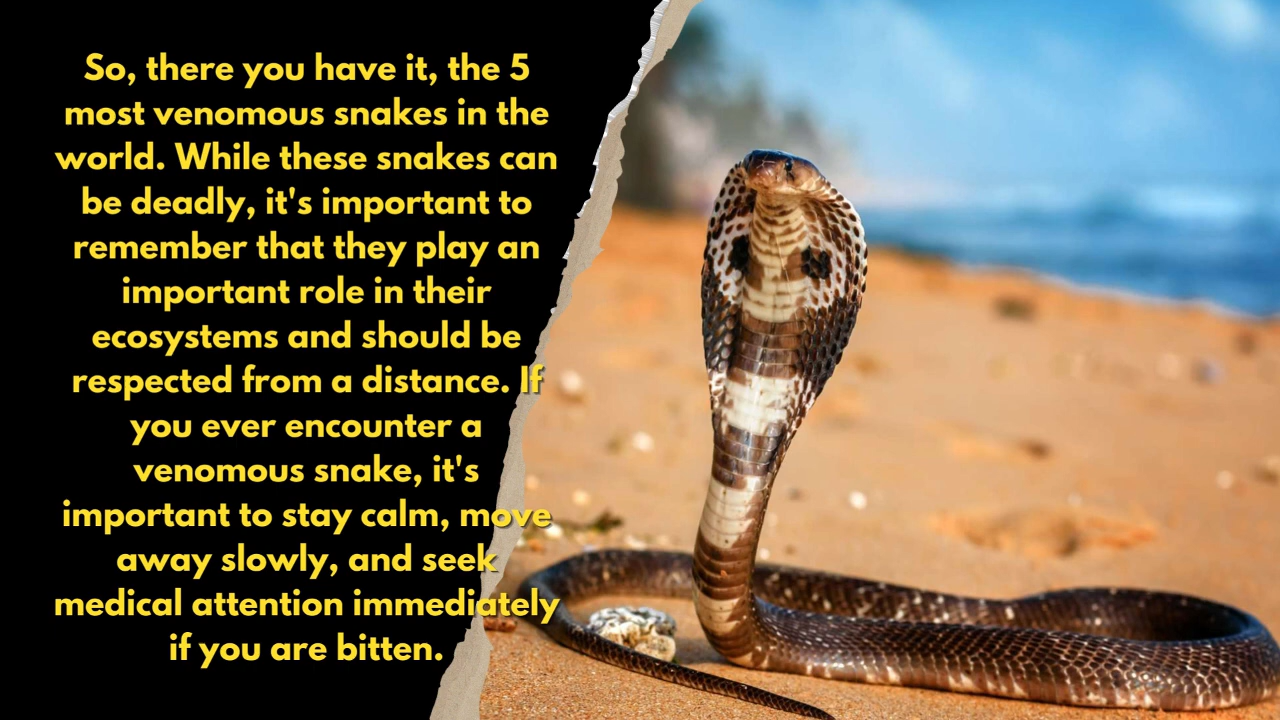 So, there you have it, the 5
most venomous snakes in the
world. While these snakes can
be deadly, it's important to
remember that they play an
important role in their
ecosystems and should be
respected from a distance. If
you ever encounter a
venomous snake, it's
important to stay calm, move
away slowly, and seek
medical attention immediately
if you are bitten.